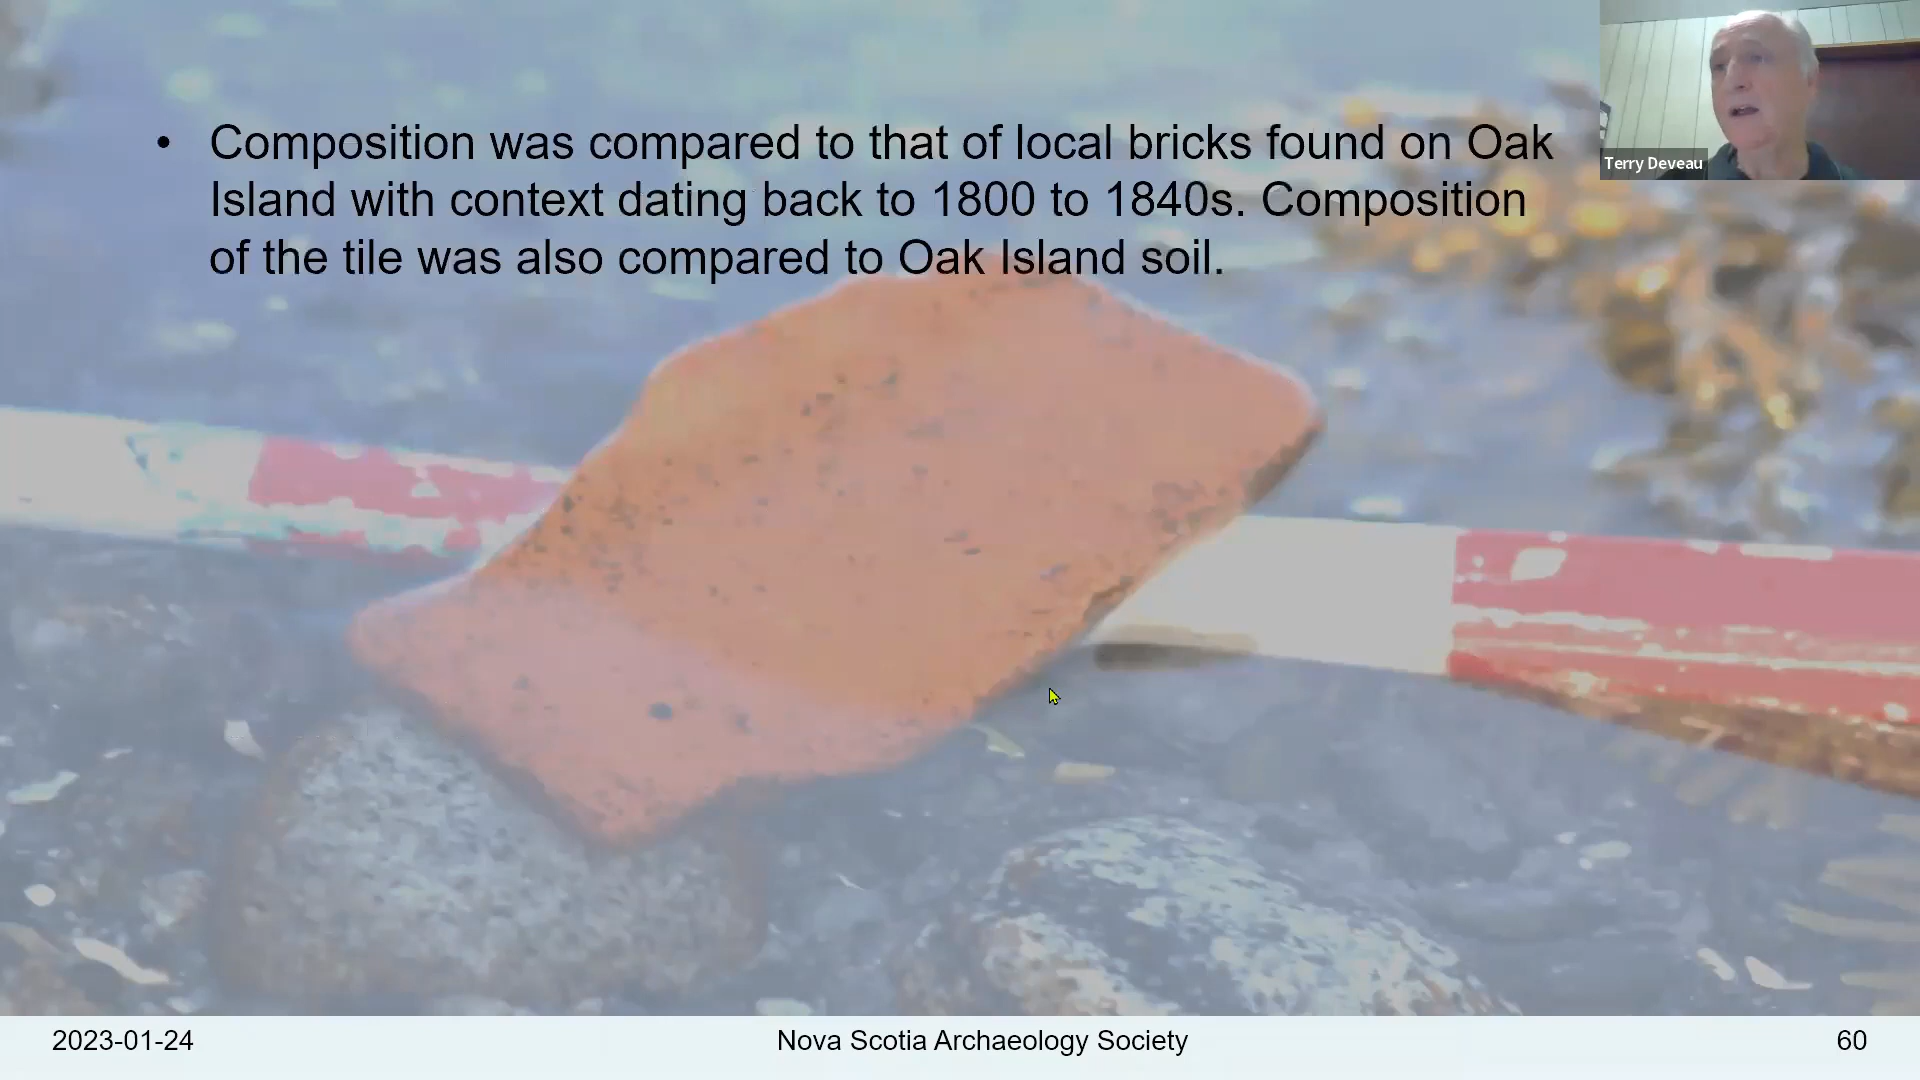 • Composition was compared to that of local bricks found on Oak
Island with context dating back to 1800 to 1840s. Composition
of the tile was also compared to Oak Island soil.
Terry Deveau
2023-01-24
Nova Scotia Archaeology Society
60